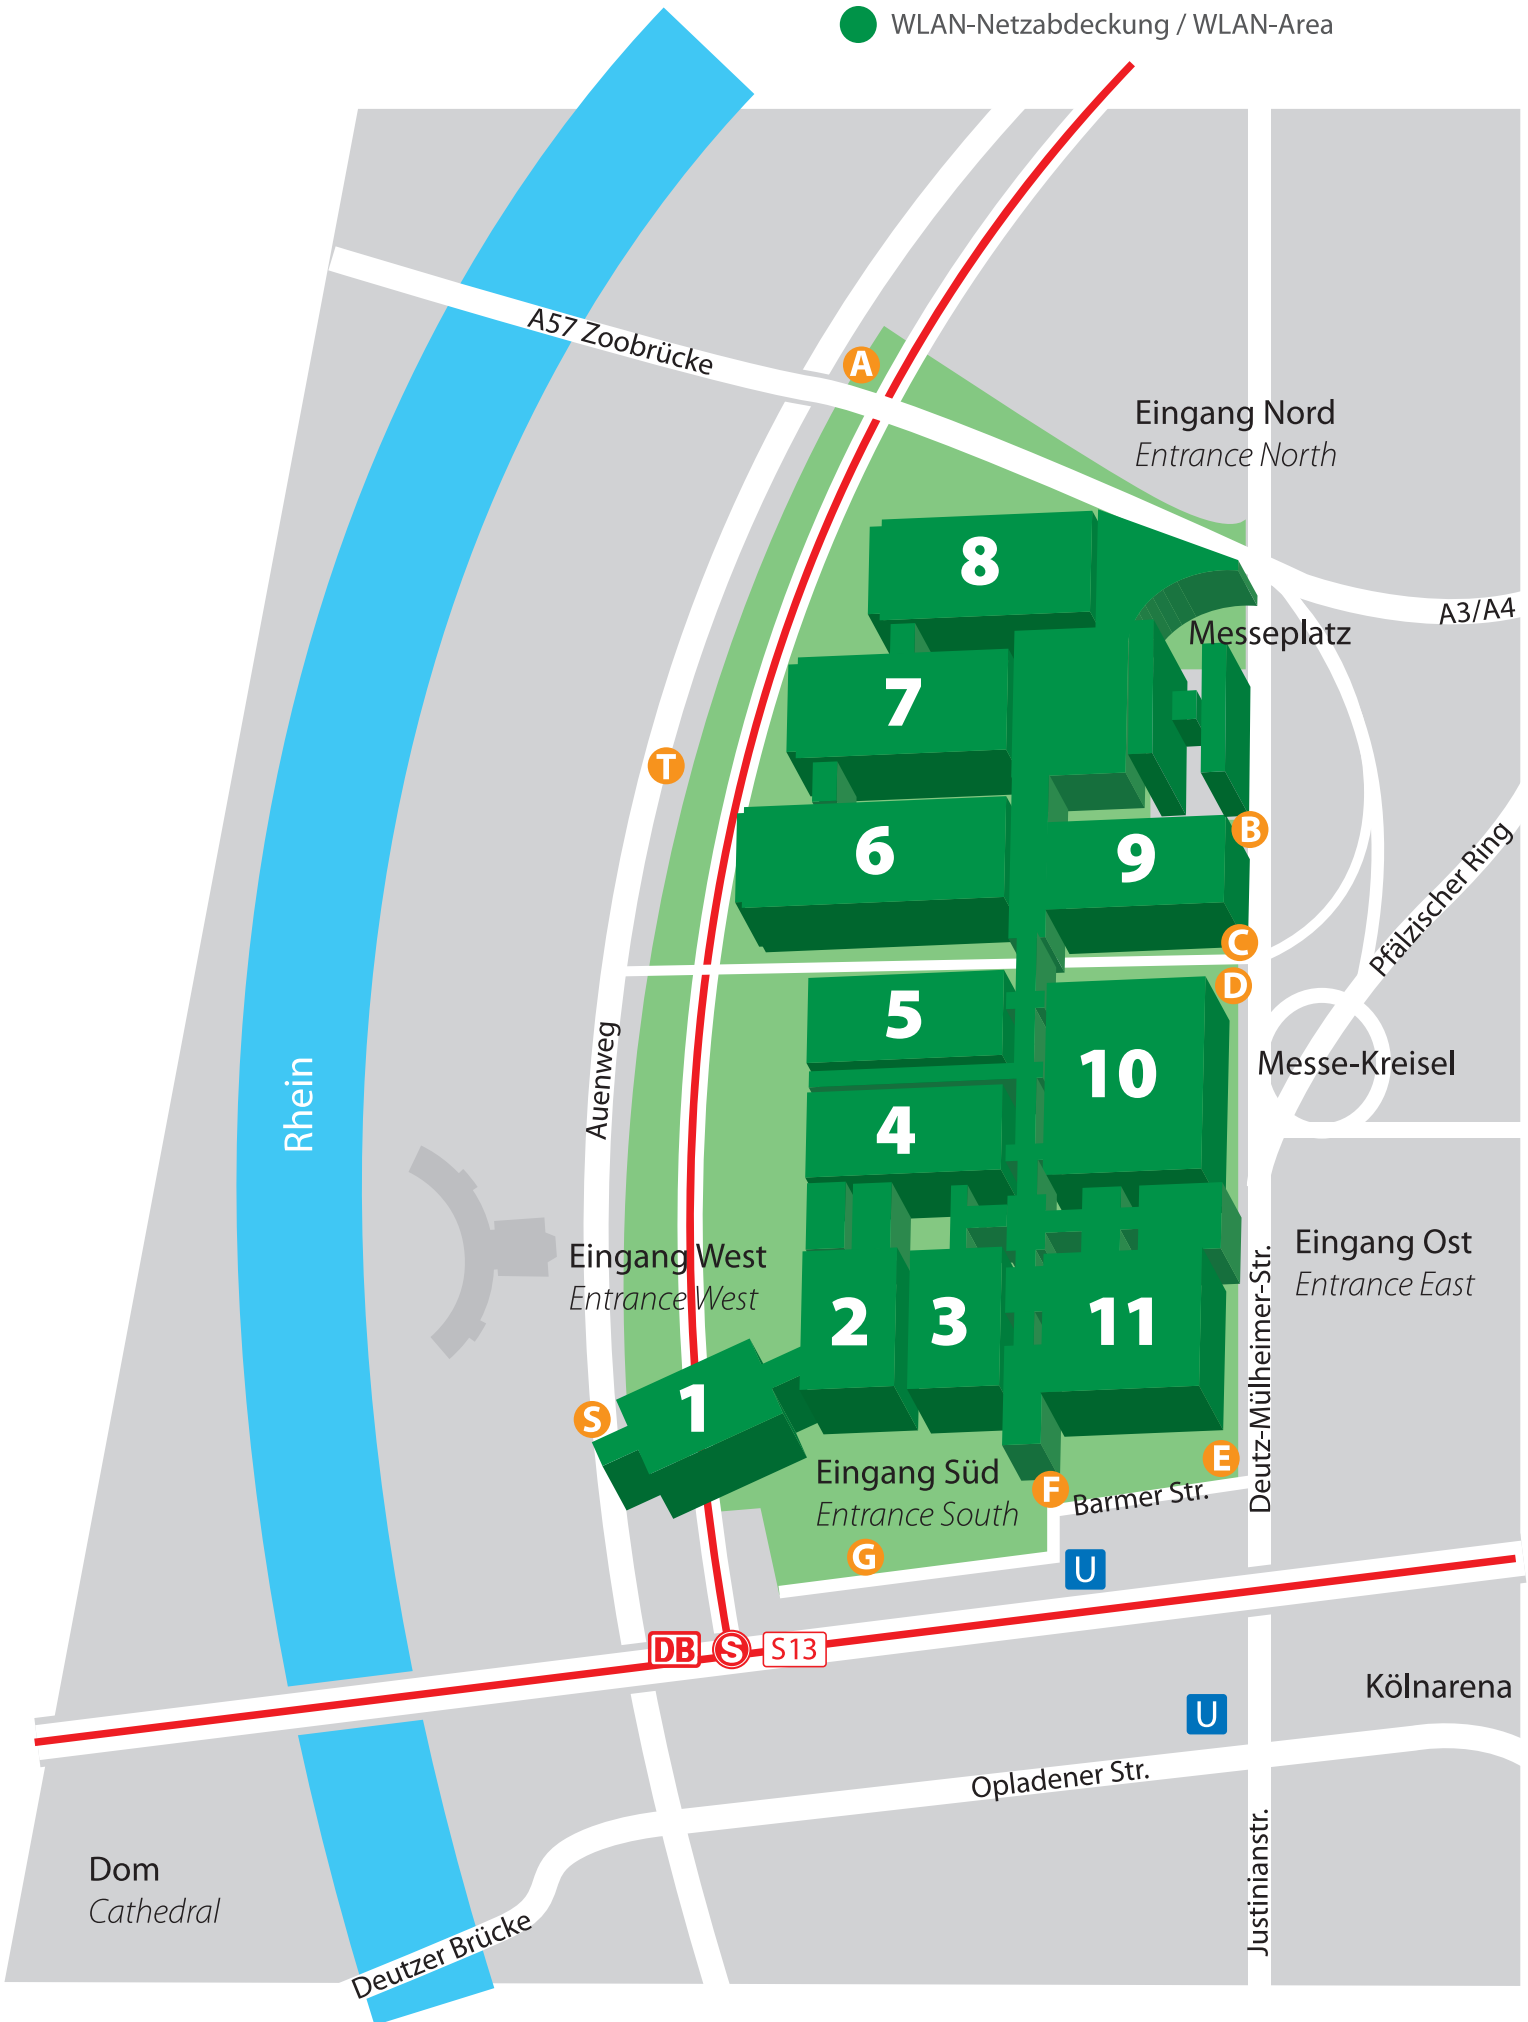 WLAN-Netzabdeckung / WLAN-Area
A57 Zoobrücke
A
Eingang Nord
Entrance North
8
A3/A4
Messeplatz
7
T
6
9
B
Pfälzischer Ring
C
D
5
10
Messe-Kreisel
Rhein
Auenweg
4
Eingang West
Entrance West
Eingang Ost
Entrance East
2
3
11
Deutz-Mülheimer-Str.
1
S
E
Eingang Süd
Entrance South
F
Barmer Str.
G
U
DB
S
S13
Kölnarena
U
Opladener Str.
Justinianstr.
Dom
Cathedral
Deutzer Brücke